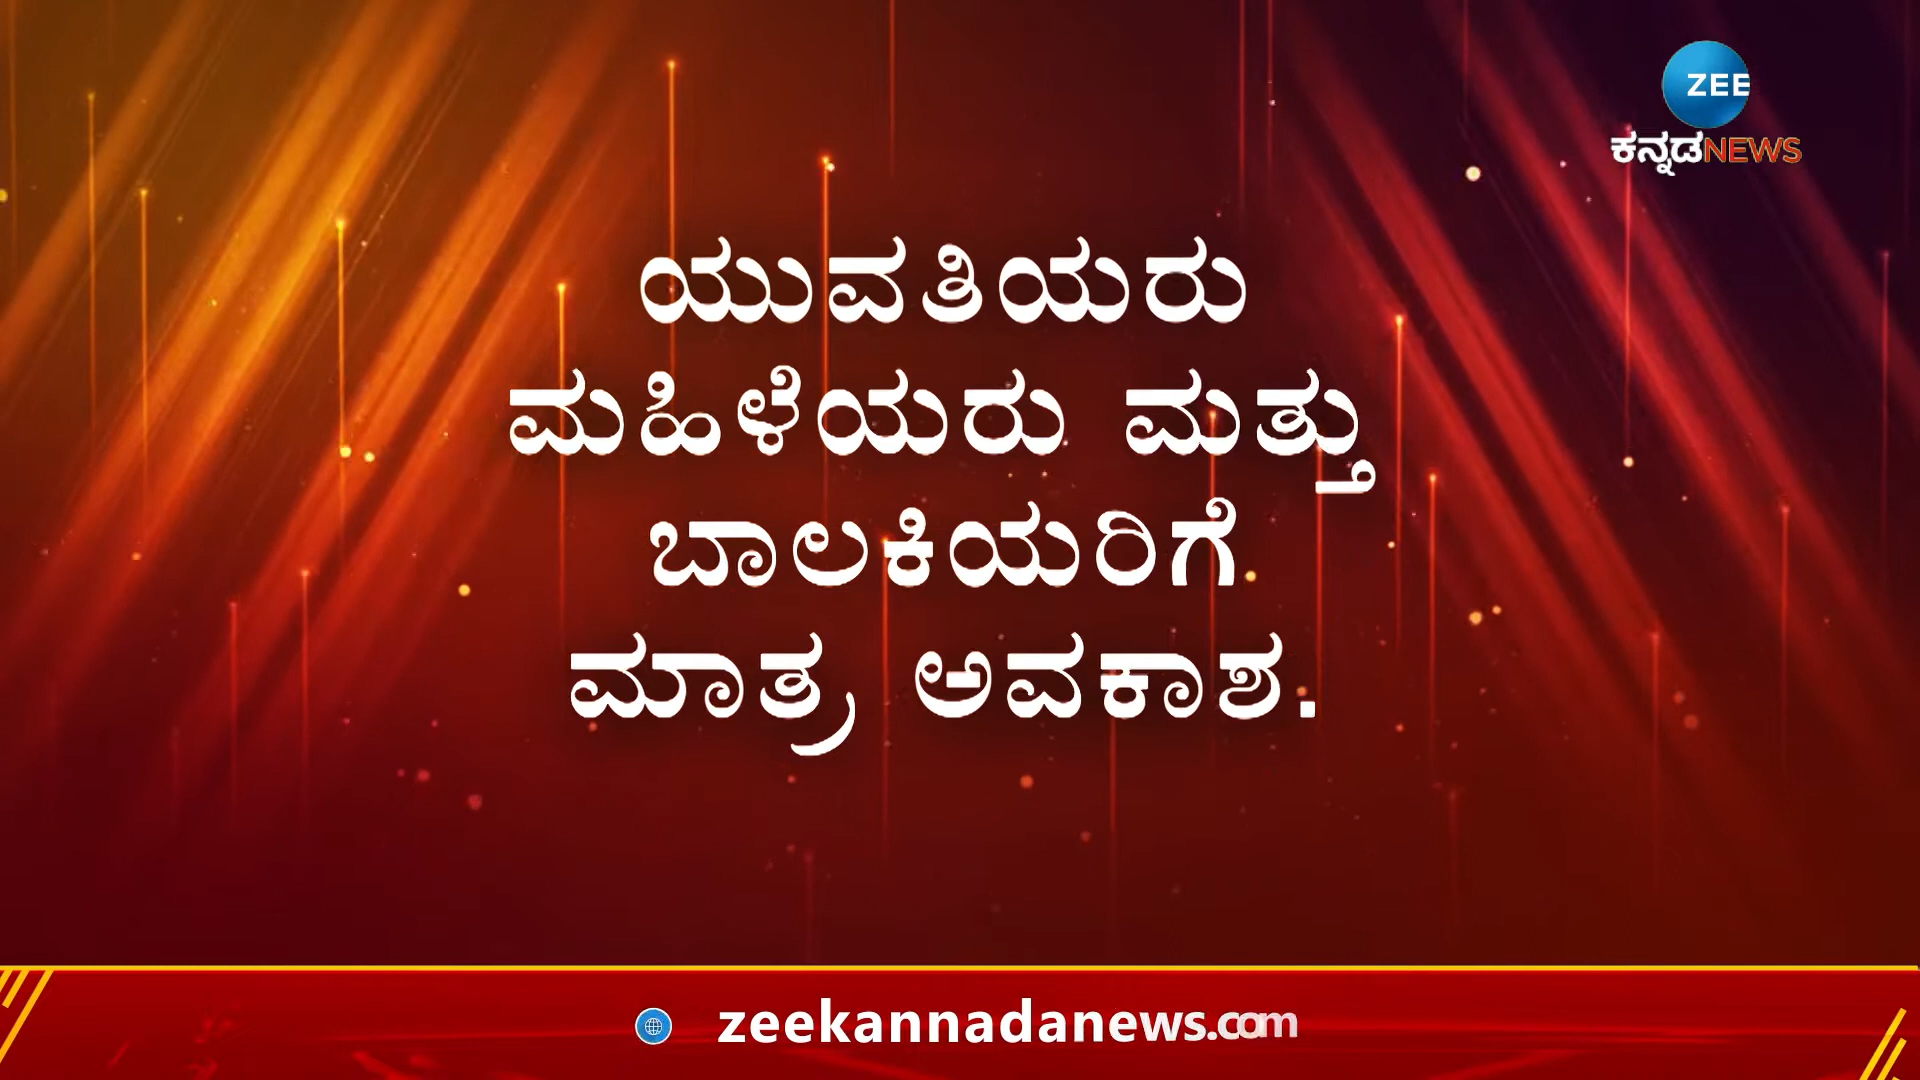 ZEE
ಕನ್ನಡNEWS
ಯುವತಿಯರು
ಮಹಿಳೆಯರು ಮತ್ತು
ಬಾಲಕಿಯರಿಗೆ
ಮಾತ್ರ ಅವಕಾಶ.
zeekannadanews.com